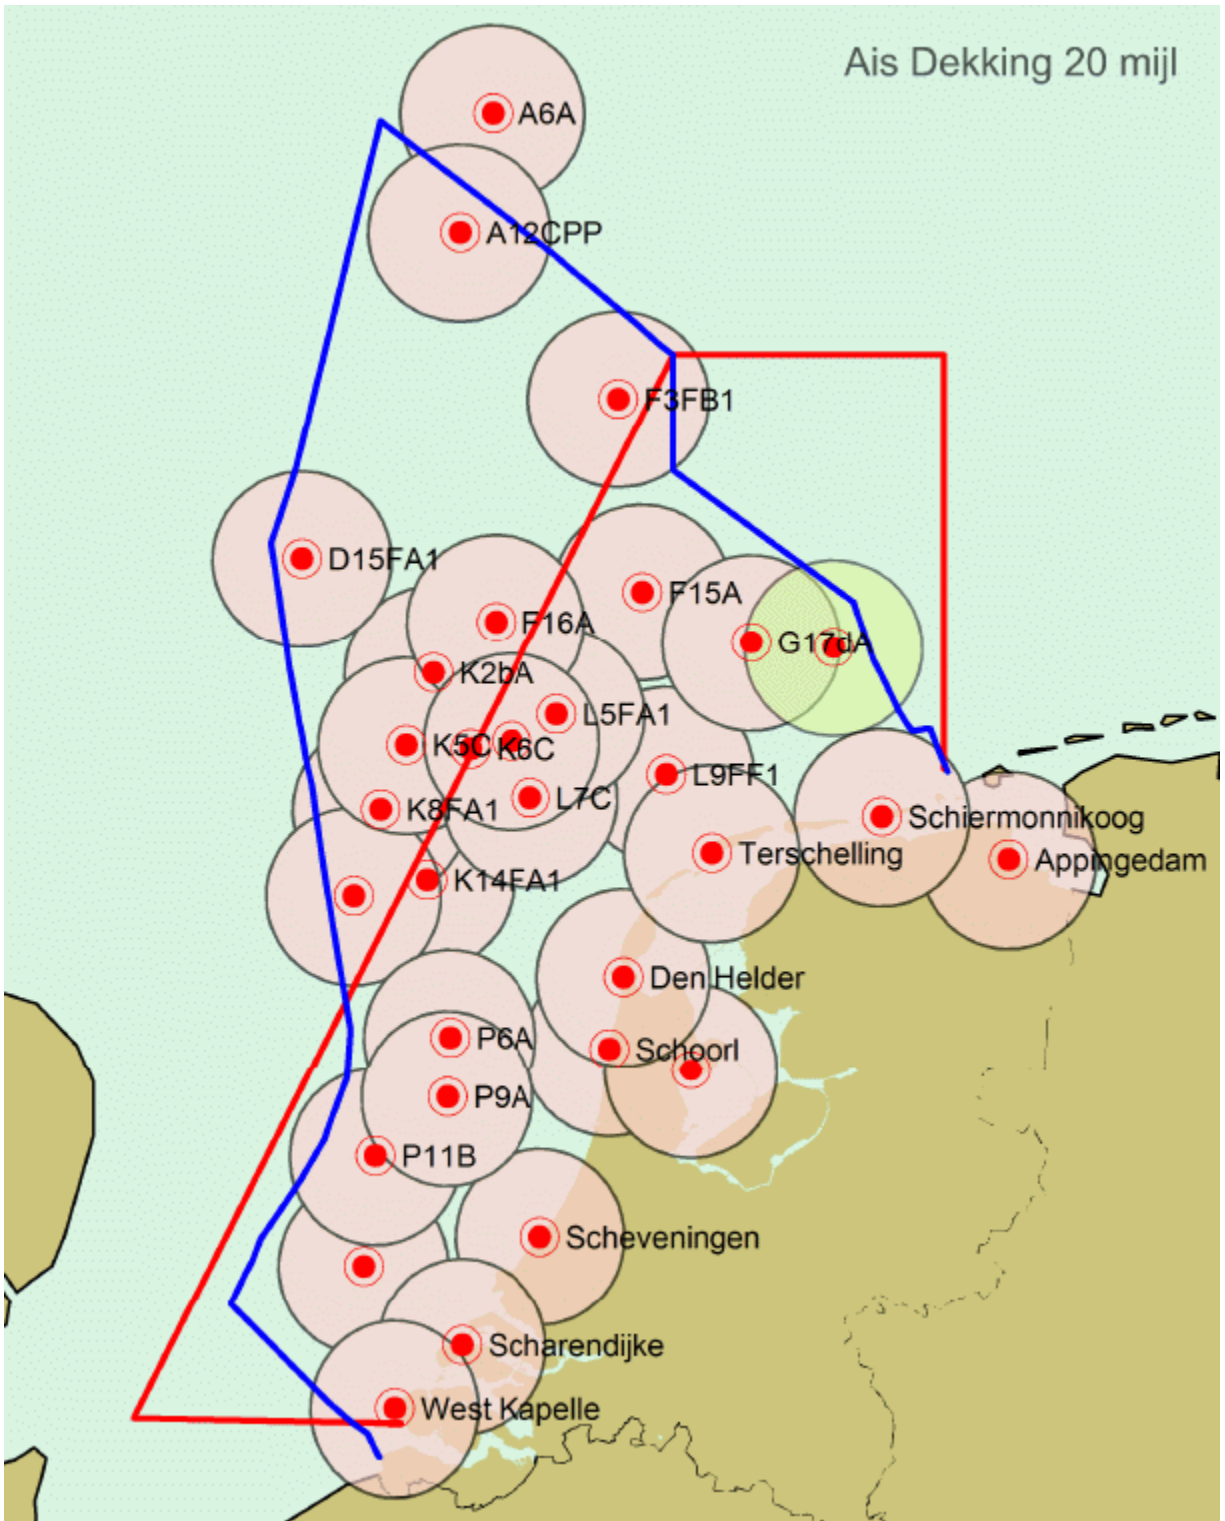 Ais Dekking 20 mijl
A6A
A12CPP
F3FB1
D15FA1
F15A
F16A
G17dA
K2bA
L5FA1
K5C
K6C
L9FF1
L7C
K8FA1
Schiermonnikoog
Terschelling
Appingedam
K14FA1
Den Helder
P6A
Schoorl
P9A
P11B
Scheveningen
Scharendijke
West Kapelle